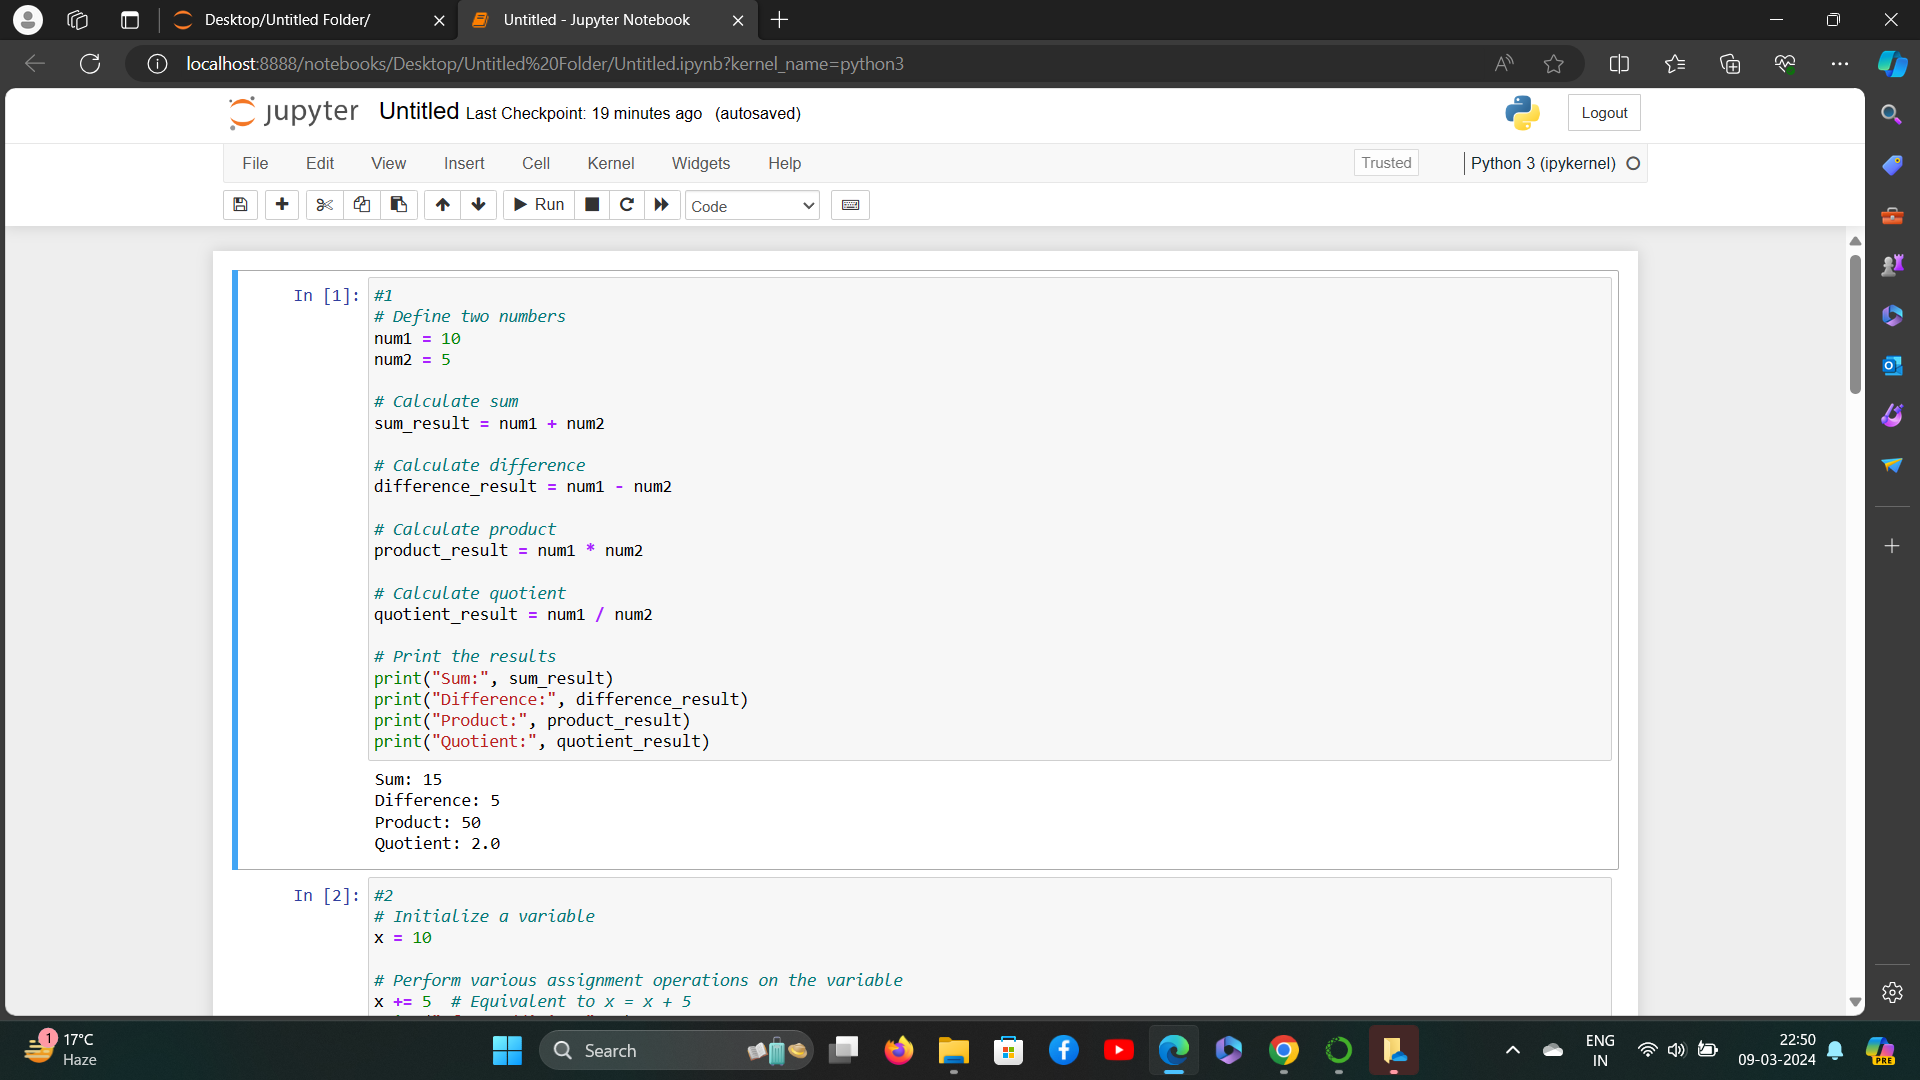 Desktop/Untitled Folder/
Untitled - Jupyter Notebook
localhost:8888/notebooks/Desktop/Untitled%20Folder/Untitled.ipynb?kernel_name=python3
jupyter Untitled Last Checkpoint: 19 minutes ago (autosaved)
Logout
File Edit View Insert Cell Kernel Widgets Help
Trusted
Python 3 (ipykernel)
Run
Code
In [1]:
#1
# Define two numbers
num1 = 10
num2 = 5
# Calculate sum
sum_result = num1 + num2
# Calculate difference
difference_result = num1 - num2
# Calculate product
product_result = num1 * num2
# Calculate quotient
quotient_result = num1 / num2
# Print the results
print("Sum:", sum_result)
print("Difference:", difference_result)
print("Product:", product_result)
print("Quotient:", quotient_result)
Sum: 15
Difference: 5
Product: 50
Quotient: 2.0
In [2]:
#2
# Initialize a variable
x = 10
# Perform various assignment operations on the variable
x += 5  # Equivalent to x = x + 5
1
17°C
Haze
Search
ENG
IN
22:50
09-03-2024
PRE